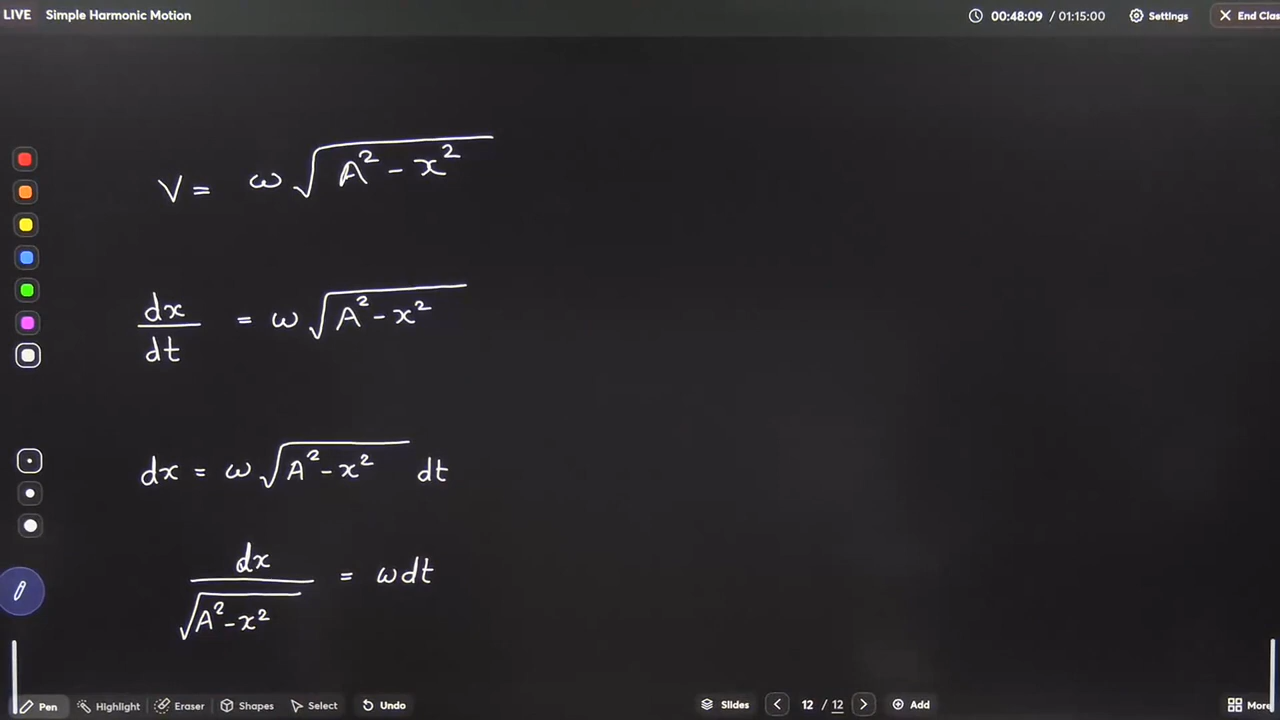 LIVE Simple Harmonic Motion 00:48:09 / 01:15:00 Settings End Clas
V = ω√(A² - x²)
dx/dt = ω√(A² - x²)
dx = ω√(A² - x²) dt
dx/√(A² - x²) = ωdt
Pen Highlight Eraser Shapes Select Undo Slides 12 / 12 Add More